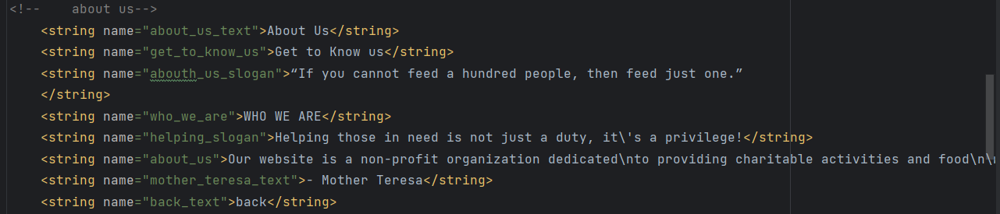 <!--    about us-->
<string name="about_us_text">About Us</string>
<string name="get_to_know_us">Get to Know us</string>
<string name="abouth_us_slogan">“If you cannot feed a hundred people, then feed just one.”
</string>
<string name="who_we_are">WHO WE ARE</string>
<string name="helping_slogan">Helping those in need is not just a duty, it\'s a privilege!</string>
<string name="about_us">Our website is a non-profit organization dedicated\nto providing charitable activities and food\n\n
<string name="mother_teresa_text">- Mother Teresa</string>
<string name="back_text">back</string>